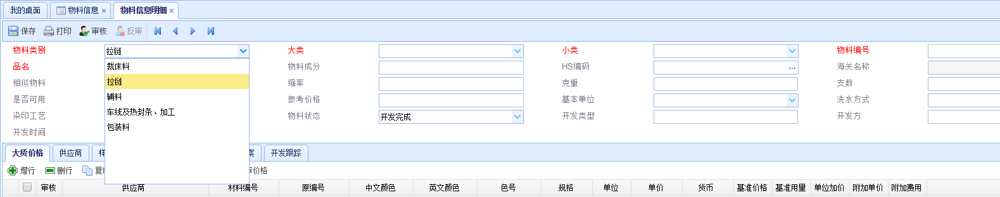 我的桌面 物料信息 × 物料信息明细 ×
保存 打印 审核 反审
物料类别 拉链 大类 小类 物料编号
品名 裁床料 物料成分 HS编码 ... 海关名称
相似物料 拉链 缩率 克重 支数
是否可用 辅料 参考价格 基本单位 洗水方式
染印工艺 车线及热封条、加工 物料状态 开发完成 开发类型 开发方
开发时间 包装料
大货价格 供应商 开发跟踪
增行 删行 价格
审核 供应商 材料编号 原编号 中文颜色 英文颜色 色号 规格 单位 单价 货币 基准价格 基准用量 单位加价 附加单价 附加费用